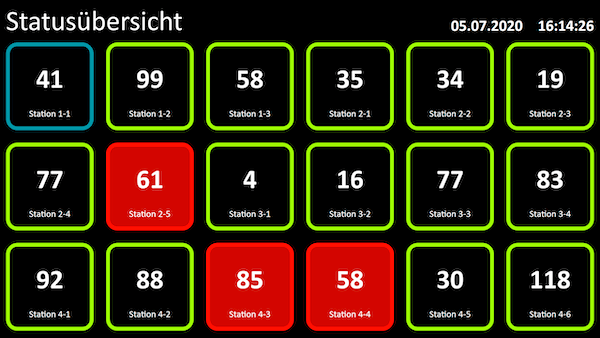 Statusübersicht 05.07.2020 16:14:26
41 99 58 35 34 19
Station 1-1 Station 1-2 Station 1-3 Station 2-1 Station 2-2 Station 2-3
77 61 4 16 77 83
Station 2-4 Station 2-5 Station 3-1 Station 3-2 Station 3-3 Station 3-4
92 88 85 58 30 118
Station 4-1 Station 4-2 Station 4-3 Station 4-4 Station 4-5 Station 4-6